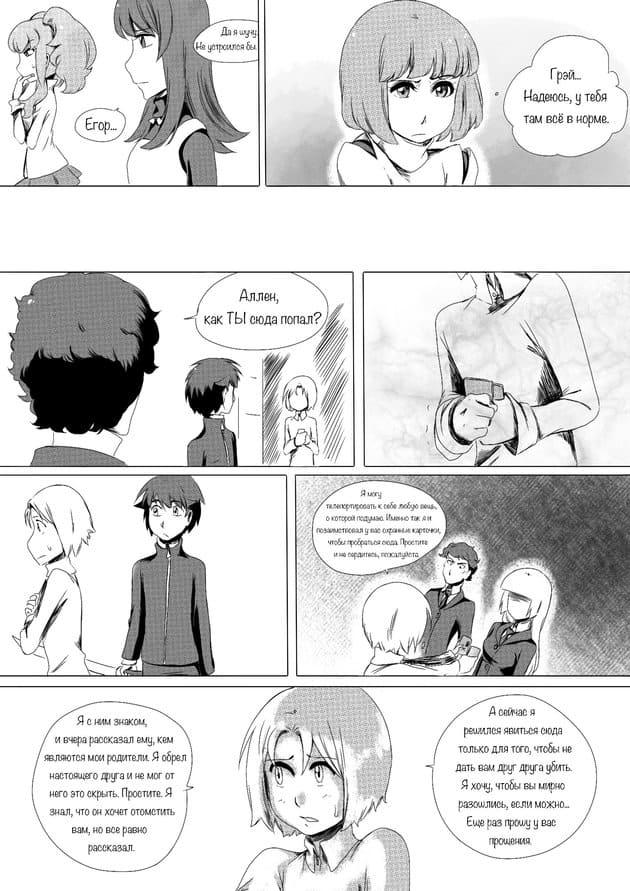 Да я шучу.
Не устроился бы.
Егор...
Грэй...
Надеюсь, у тебя
там всё в норме.
Аллен,
как ТЫ сюда попал?
Я могу
телепортировать к себе любую вещь,
о которой подумаю. Именно так я и
позаимствовал у вас охранные карточки,
чтобы пробраться сюда. Простите
и не сердитесь, пожалуйста.
Я с ним знаком,
и вчера рассказал ему, кем
являются мои родители. Я обрел
настоящего друга и не мог от
него это скрыть. Простите. Я
знал, что он хочет отомстить
вам, но все равно
рассказал.
А сейчас я
решился явиться сюда
только для того, чтобы не
дать вам друг друга убить.
Я хочу, чтобы вы мирно
разошлись, если можно...
Еще раз прошу у вас
прощения.